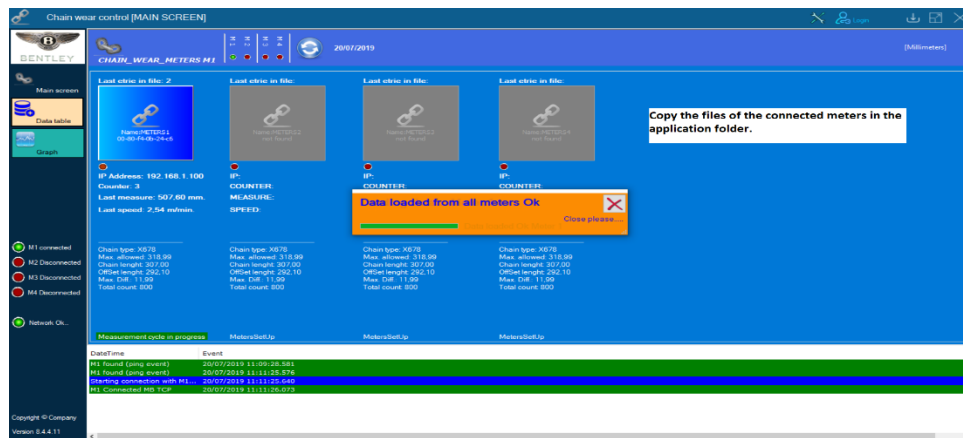 Chain wear control [MAIN SCREEN]
Login
BENTLEY
CHAIN_WEAR_METERS M1
M 1 M 2 M 3 M 4
20/07/2019
[Millimeters]
Main screen
Data table
Graph
M1 connected
M2 Disconnected
M3 Disconnected
M4 Disconnected
Network Ok..
Copyright © Company
Version 8.4.4.11
Last ctric in file: 2
Name:METERS1
00-80-F4-0b-24-c6
IP Address: 192.168.1.100
Counter: 3
Last measure: 507,60 mm.
Last speed: 2,54 m/min.
Chain type: X678
Max. allowed: 318,99
Chain lenght: 307,00
OffSet lenght: 292,10
Max. Diff.: 11,99
Total count: 800
Measurement cycle in progress
Last ctric in file:
Name:METERS2
not found
IP:
COUNTER:
MEASURE:
SPEED:
Chain type: X678
Max. allowed: 318,99
Chain lenght: 307,00
OffSet lenght: 292,10
Max. Diff.: 11,99
Total count: 800
MetersSetUp
Last ctric in file:
Name:METERS3
not found
IP:
COUNTER:
Chain type: X678
Max. allowed: 318,99
Chain lenght: 307,00
OffSet lenght: 292,10
Max. Diff.: 11,99
Total count: 800
MetersSetUp
Last ctric in file:
Name:METERS4
not found
IP:
COUNTER:
Chain type: X678
Max. allowed: 318,99
Chain lenght: 307,00
OffSet lenght: 292,10
Max. Diff.: 11,99
Total count: 800
MetersSetUp
Copy the files of the connected meters in the
application folder.
Data loaded from all meters Ok
Close please....
DateTime Event
M1 found (ping event) 20/07/2019 11:09:28.581
M1 found (ping event) 20/07/2019 11:11:25.576
Starting connection with M1... 20/07/2019 11:11:25.640
M1 Connected MB TCP 20/07/2019 11:11:26.073